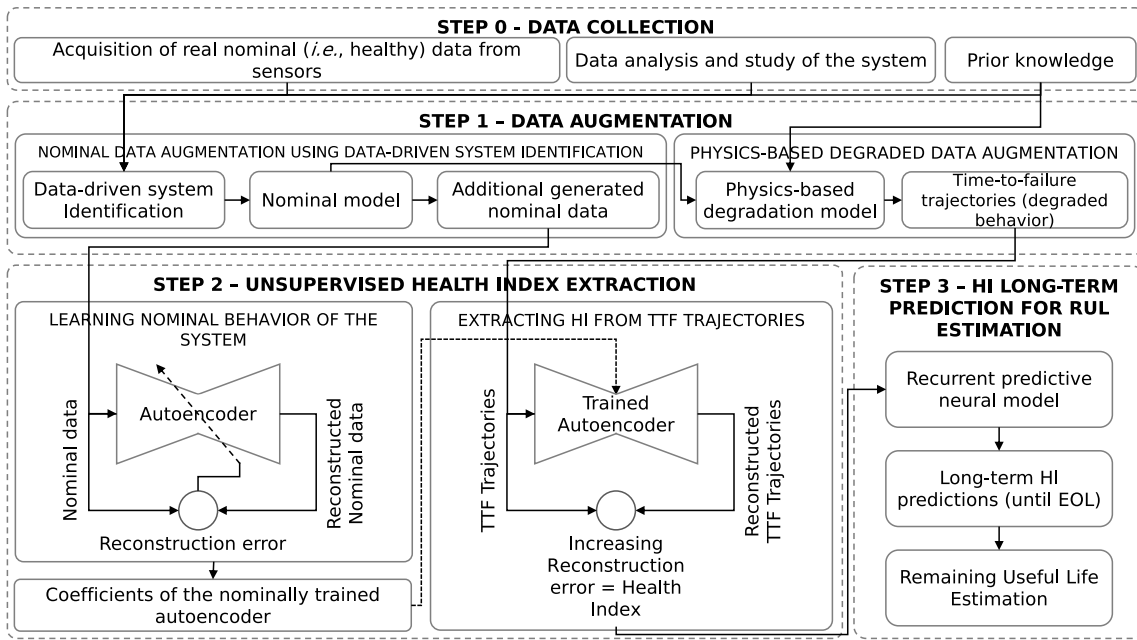 STEP 0 - DATA COLLECTION
Acquisition of real nominal (i.e., healthy) data from
sensors
Data analysis and study of the system
Prior knowledge
STEP 1 – DATA AUGMENTATION
NOMINAL DATA AUGMENTATION USING DATA-DRIVEN SYSTEM IDENTIFICATION
Data-driven system
Identification
Nominal model
Additional generated
nominal data
PHYSICS-BASED DEGRADED DATA AUGMENTATION
Physics-based
degradation model
Time-to-failure
trajectories (degraded
behavior)
STEP 2 – UNSUPERVISED HEALTH INDEX EXTRACTION
LEARNING NOMINAL BEHAVIOR OF THE
SYSTEM
Nominal data
Autoencoder
Reconstructed
Nominal data
Reconstruction error
Coefficients of the nominally trained
autoencoder
EXTRACTING HI FROM TTF TRAJECTORIES
TTF Trajectories
Trained
Autoencoder
Reconstructed
TTF Trajectories
Increasing
Reconstruction
error = Health
Index
STEP 3 – HI LONG-TERM
PREDICTION FOR RUL
ESTIMATION
Recurrent predictive
neural model
Long-term HI
predictions (until EOL)
Remaining Useful Life
Estimation